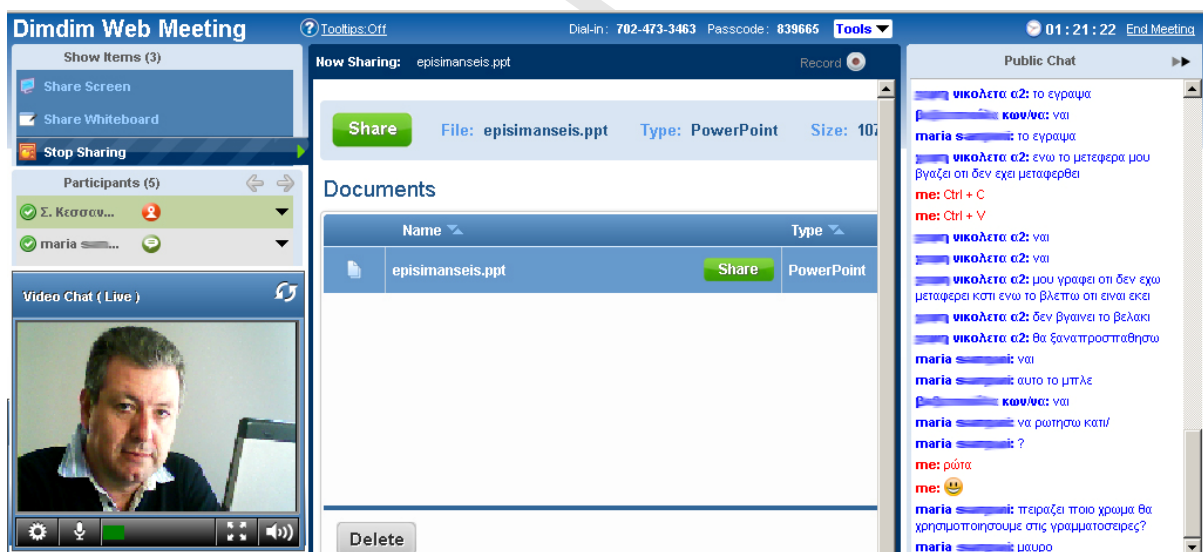 Dimdim Web Meeting
? Tooltips:Off
Dial-in: 702-473-3463 Passcode: 839665 Tools
01:21:22 End Meeting
Show Items (3)
Share Screen
Share Whiteboard
Stop Sharing
Participants (5)
Σ. Κεσσαν...
maria ...
Video Chat ( Live )
Now Sharing: episimanseis.ppt
Record
Share File: episimanseis.ppt Type: PowerPoint Size: 107
Documents
Name Type
episimanseis.ppt Share PowerPoint
Delete
Public Chat
νικολετα α2: το εγραψα
κων/να: ναι
maria : το εγραψα
νικολετα α2: ενω το μετεφερα μου
βγαζει οτι δεν εχει μεταφερθει
me: Ctrl + C
me: Ctrl + V
νικολετα α2: ναι
νικολετα α2: ναι
νικολετα α2: μου γραφει οτι δεν εχω
μεταφερει κατι ενω το βλεπω οτι ειναι εκει
νικολετα α2: δεν βγαινει το βελακι
νικολετα α2: θα ξαναπροσπαθησω
maria : ναι
maria : αυτο το μπλε
κων/να: ναι
maria : να ρωτησω κατι/
maria : ?
me: ρώτα
me:
maria : πειραζει ποιο χρωμα θα
χρησιμοποιησουμε στις γραμματοσειρες?
maria : μαυρο